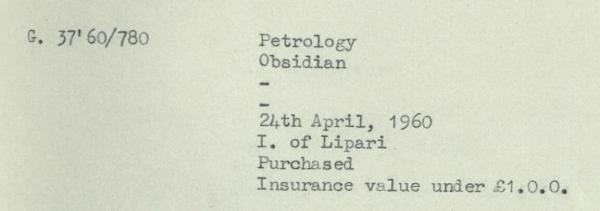 G. 37'60/780 Petrology
Obsidian
-
-
24th April, 1960
I. of Lipari
Purchased
Insurance value under £1.0.0.